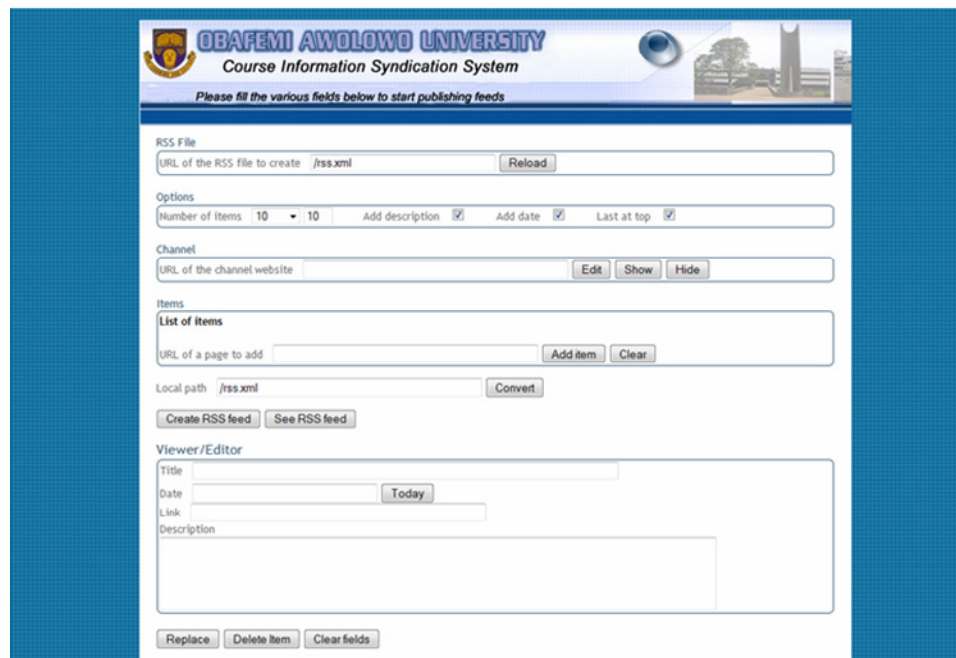 OBAFEMI AWOLOWO UNIVERSITY
Course Information Syndication System
Please fill the various fields below to start publishing feeds
RSS File
URL of the RSS file to create /rss.xml Reload
Options
Number of items 10 10 Add description Add date Last at top
Channel
URL of the channel website Edit Show Hide
Items
List of items
URL of a page to add Add item Clear
Local path /rss.xml Convert
Create RSS feed See RSS feed
Viewer/Editor
Title
Date Today
Link
Description
Replace Delete Item Clear fields